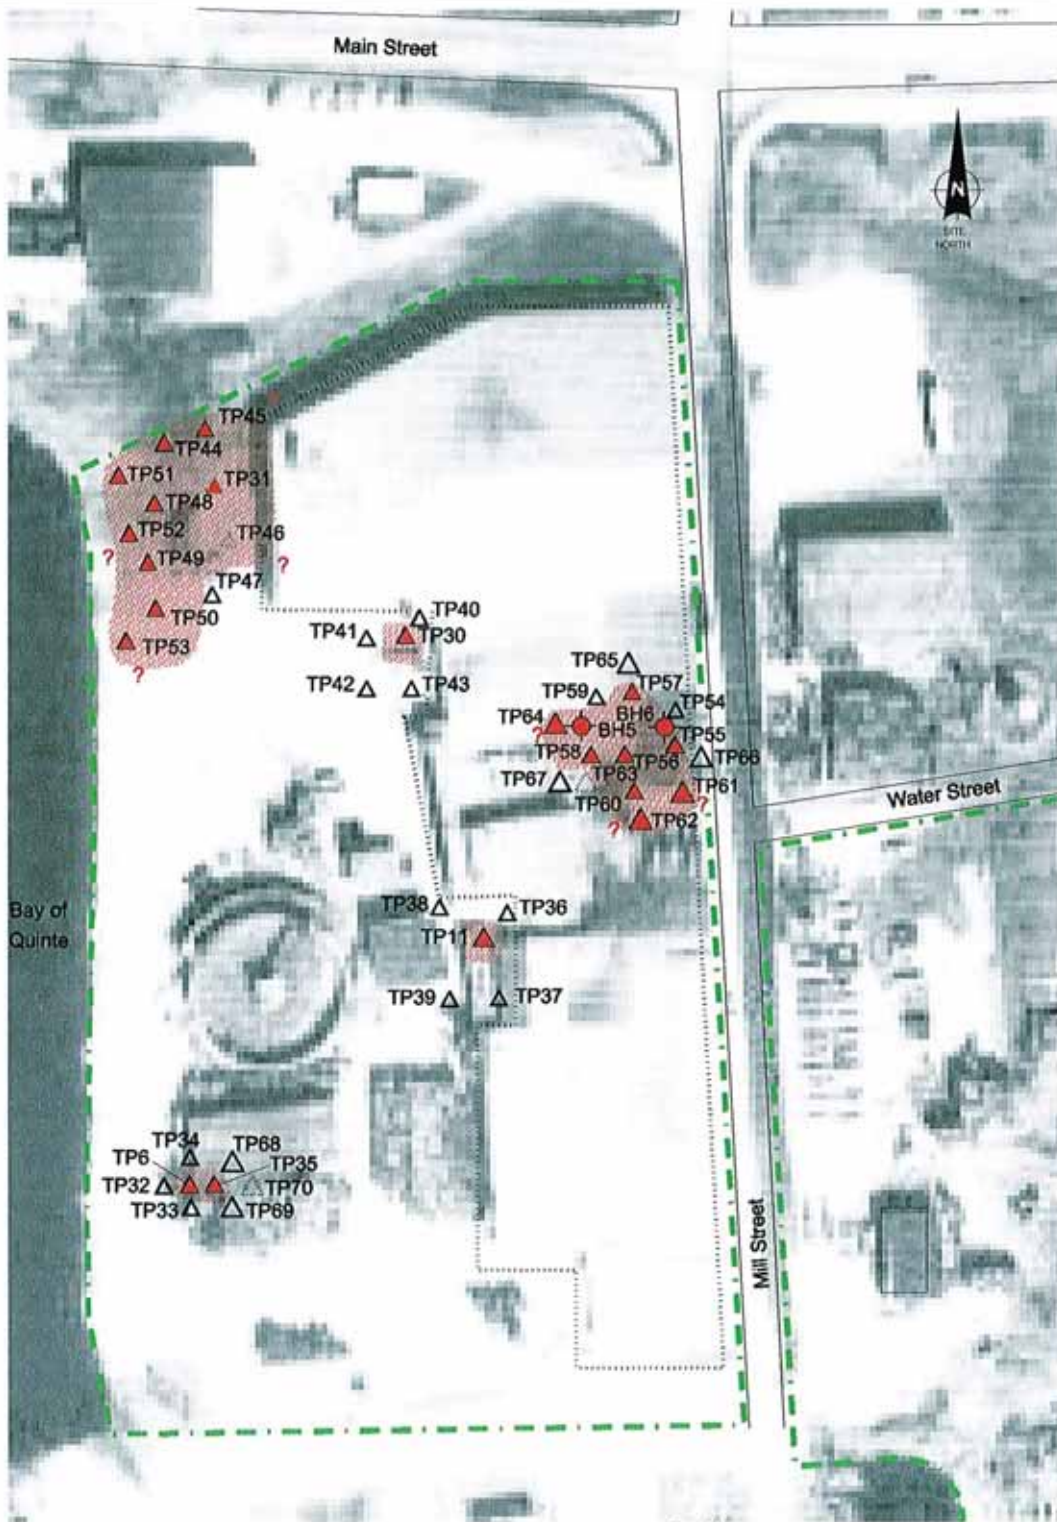 Main Street
N
SITE
NORTH
TP45
TP44
TP51
TP31
TP48
TP52
TP46
?
TP49
?
TP47
TP50
TP40
TP41
TP30
TP53
?
TP65
TP42
TP43
TP57
TP59
TP54
TP64
BH6
?
BH5
TP55
TP58
TP56
TP66
TP63
TP67
TP61
TP60
?
TP62
?
Water Street
TP38
TP36
Bay of
Quinte
TP11
TP39
TP37
TP34
TP68
TP6
TP35
TP32
TP70
TP33
TP69
Mill Street